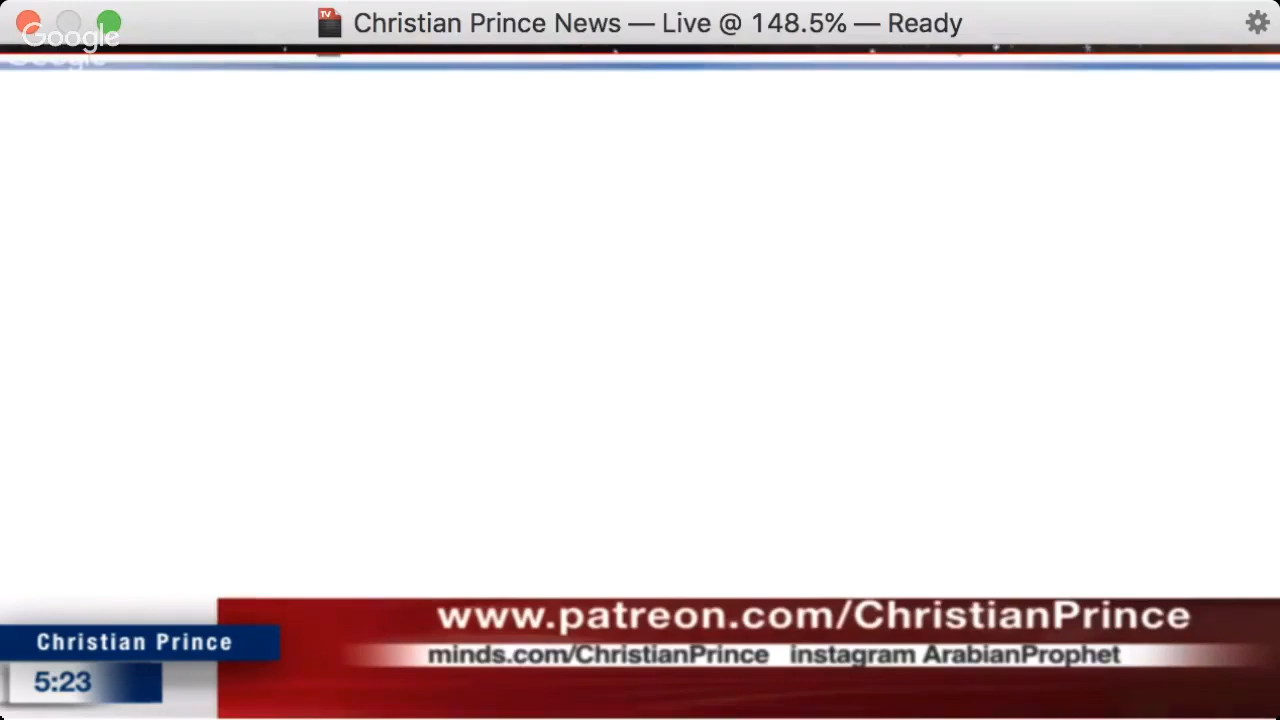 Christian Prince News — Live @ 148.5% — Ready
Google
Google
www.patreon.com/ChristianPrince
Christian Prince
minds.com/ChristianPrince instagram ArabianProphet
5:23